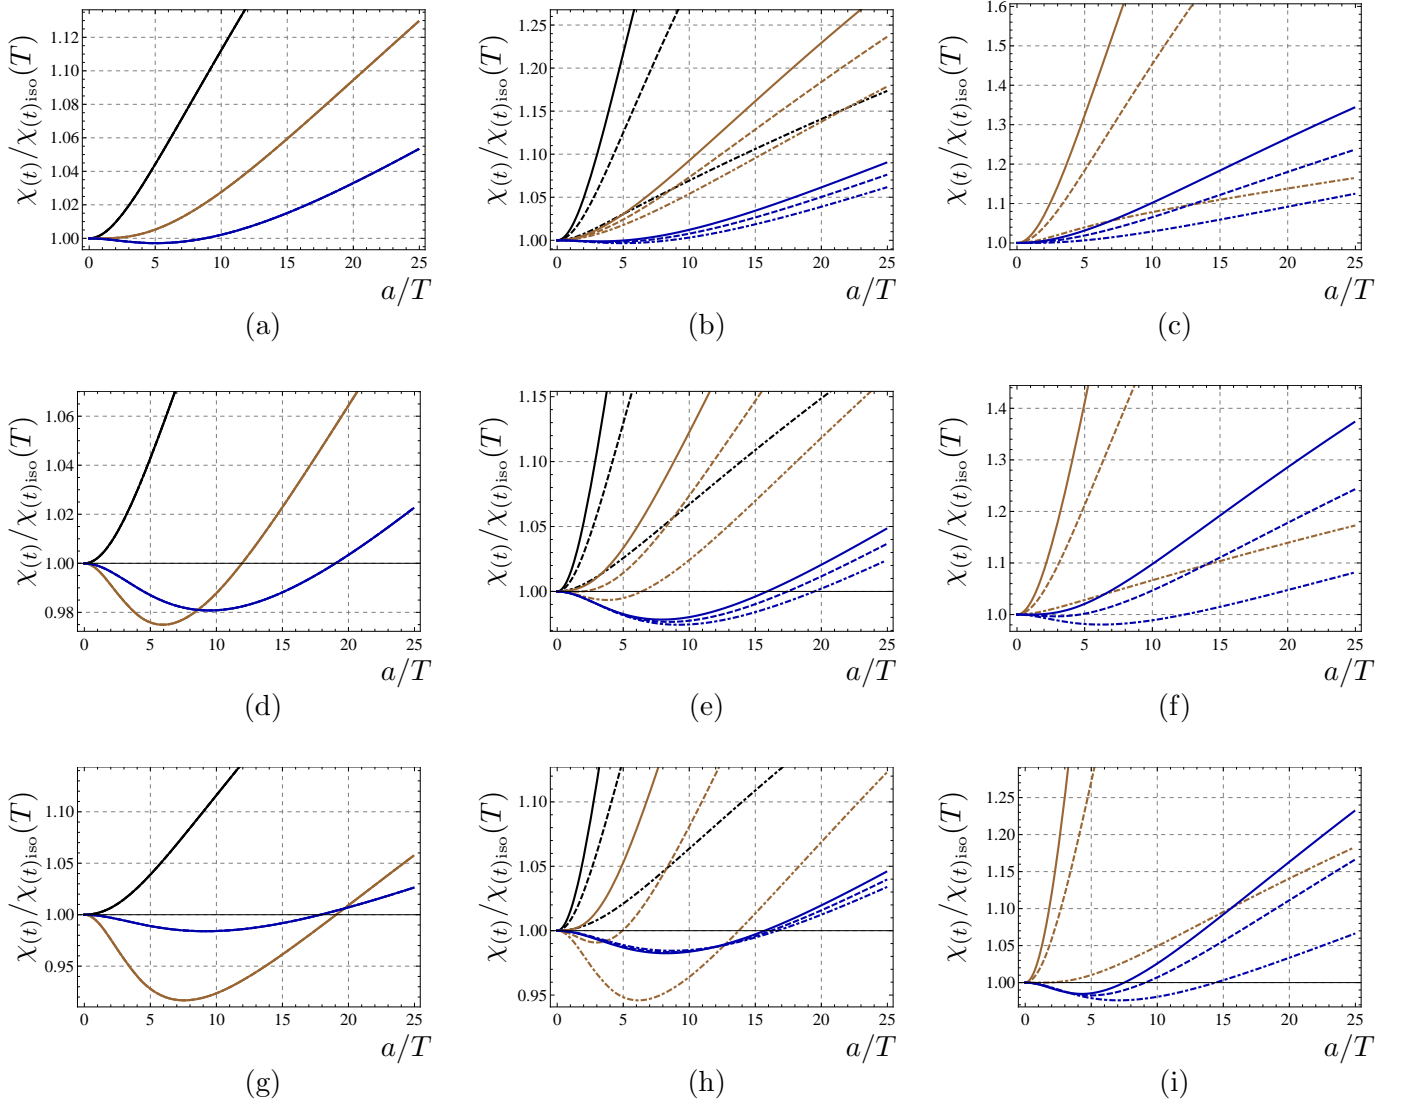 χ(t)/χ(t)iso(T)
1.12
1.10
1.08
1.06
1.04
1.02
1.00
0 5 10 15 20 25
a/T
(a)
χ(t)/χ(t)iso(T)
1.25
1.20
1.15
1.10
1.05
1.00
0 5 10 15 20 25
a/T
(b)
χ(t)/χ(t)iso(T)
1.6
1.5
1.4
1.3
1.2
1.1
1.0
0 5 10 15 20 25
a/T
(c)
χ(t)/χ(t)iso(T)
1.06
1.04
1.02
1.00
0.98
0 5 10 15 20 25
a/T
(d)
χ(t)/χ(t)iso(T)
1.15
1.10
1.05
1.00
0 5 10 15 20 25
a/T
(e)
χ(t)/χ(t)iso(T)
1.4
1.3
1.2
1.1
1.0
0 5 10 15 20 25
a/T
(f)
χ(t)/χ(t)iso(T)
1.10
1.05
1.00
0.95
0 5 10 15 20 25
a/T
(g)
χ(t)/χ(t)iso(T)
1.10
1.05
1.00
0.95
0 5 10 15 20 25
a/T
(h)
χ(t)/χ(t)iso(T)
1.25
1.20
1.15
1.10
1.05
1.00
0 5 10 15 20 25
a/T
(i)